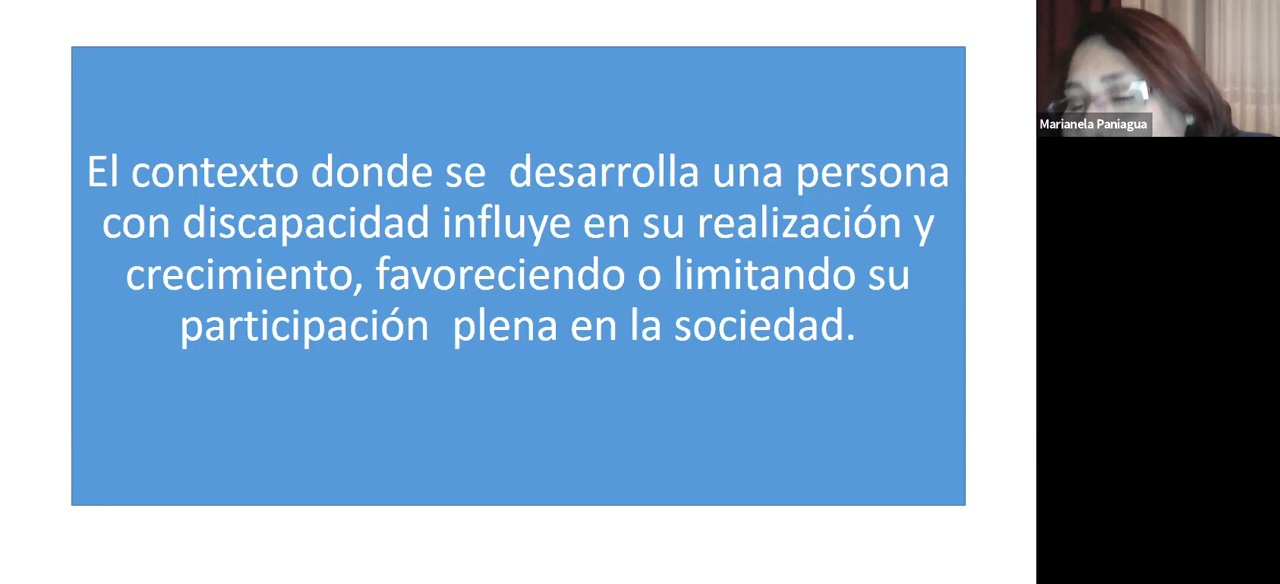 El contexto donde se  desarrolla una persona
con discapacidad influye en su realización y
crecimiento, favoreciendo o limitando su
participación  plena en la sociedad.
Marianela Paniagua